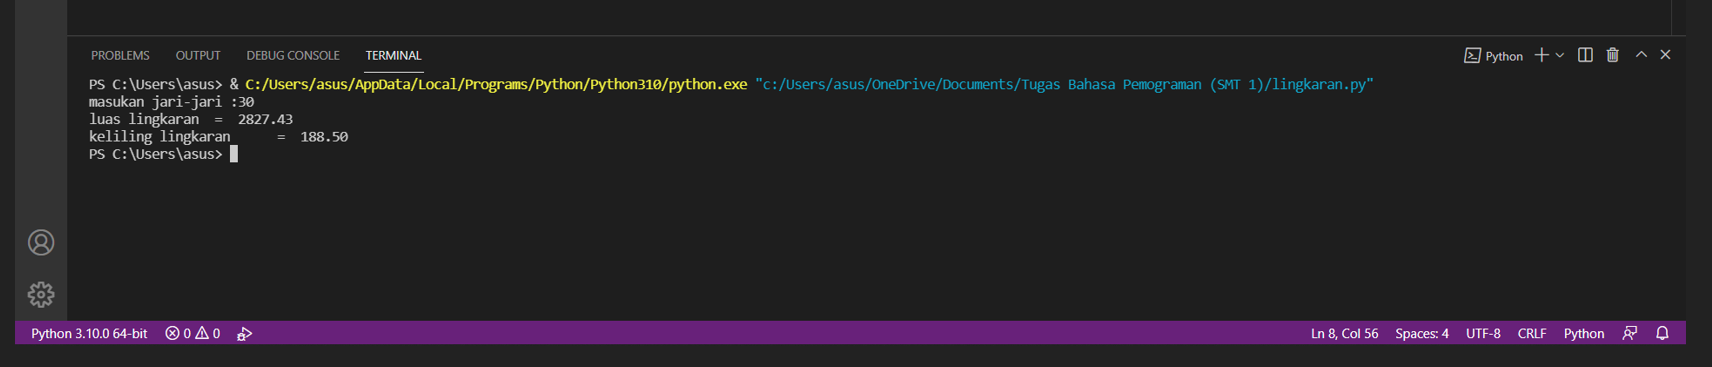 PROBLEMS OUTPUT DEBUG CONSOLE TERMINAL Python
PS C:\Users\asus> & C:/Users/asus/AppData/Local/Programs/Python/Python310/python.exe "c:/Users/asus/OneDrive/Documents/Tugas Bahasa Pemograman (SMT 1)/lingkaran.py"
masukan jari-jari :30
luas lingkaran  =  2827.43
keliling lingkaran      =  188.50
PS C:\Users\asus>
Python 3.10.0 64-bit 0 0 Ln 8, Col 56 Spaces: 4 UTF-8 CRLF Python